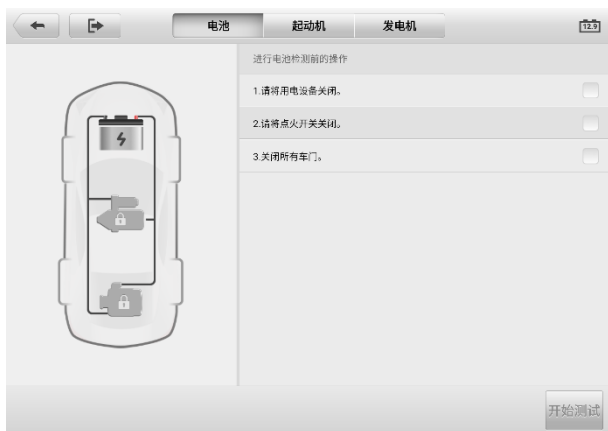 电池
起动机
发电机
12.9
进行电池检测前的操作
1.请将用电设备关闭。
2.请将点火开关关闭。
3.关闭所有车门。
开始测试